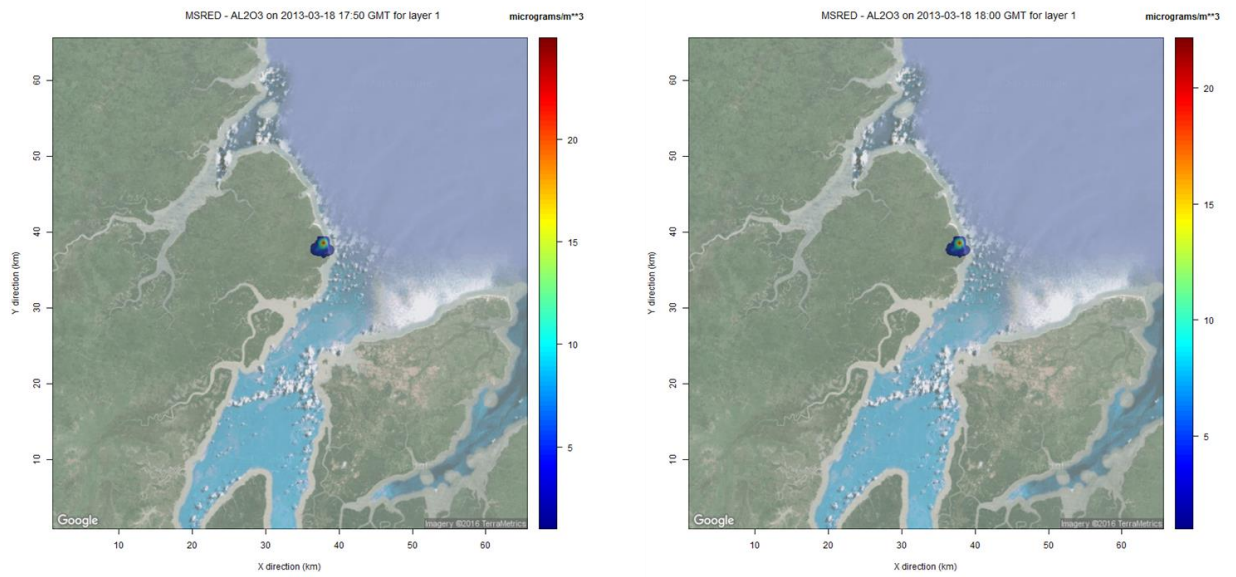 MSRED - AL2O3 on 2013-03-18 17:50 GMT for layer 1
micrograms/m**3
60
50
40
30
20
10
Y direction (km)
20
15
10
5
Google
Imagery ©2016 TerraMetrics
10 20 30 40 50 60
X direction (km)
MSRED - AL2O3 on 2013-03-18 18:00 GMT for layer 1
micrograms/m**3
60
50
40
30
20
10
Y direction (km)
20
15
10
5
Google
Imagery ©2016 TerraMetrics
10 20 30 40 50 60
X direction (km)